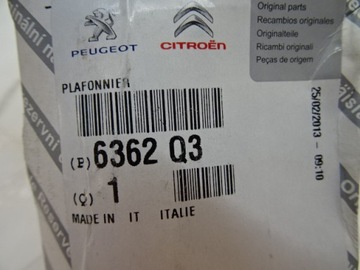 PEUGEOT
CITROËN
Original parts
Recambios originales
Originalteile
Ricambi originali
Peças de origem
PLAFONNIER
(P) 6362 Q3
(Q) 1
MADE IN IT ITALIE
25/02/2013 - 09:10